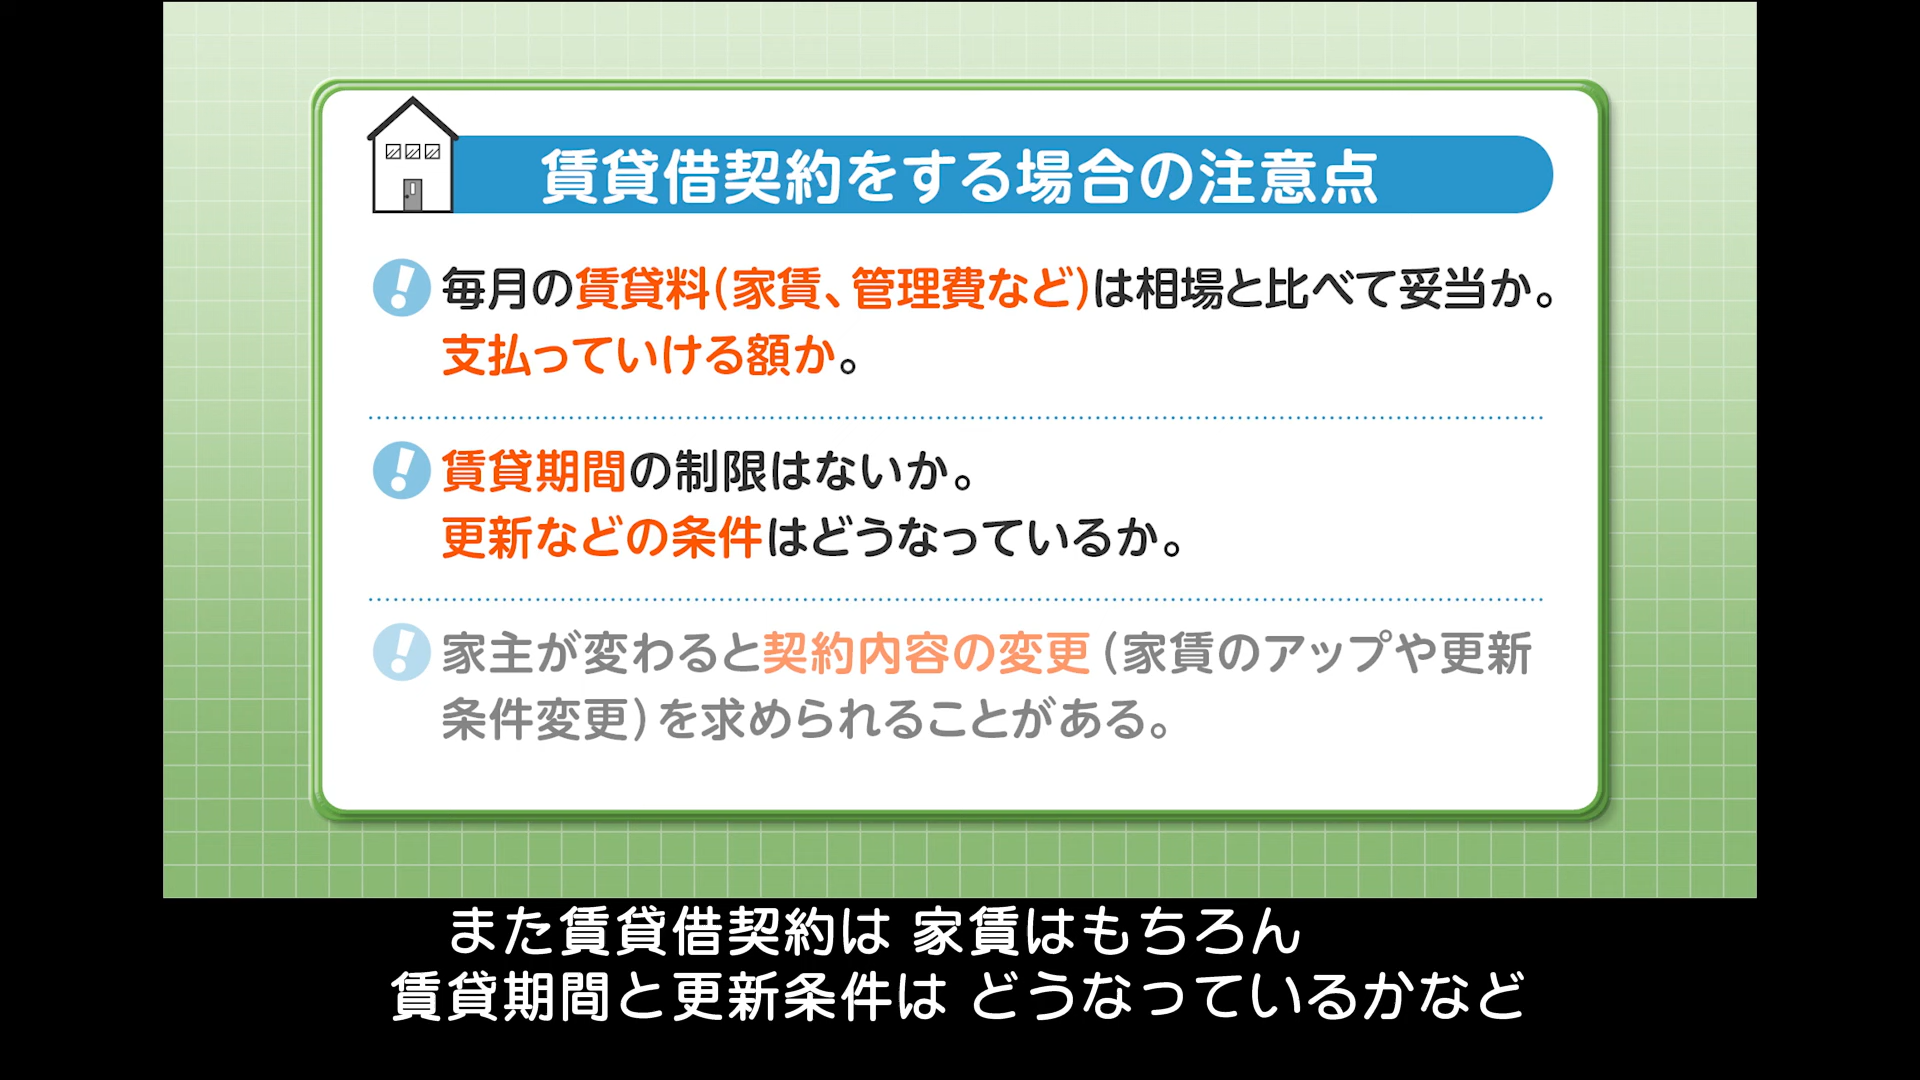 賃貸借契約をする場合の注意点
毎月の賃貸料(家賃、管理費など)は相場と比べて妥当か。
支払っていける額か。
賃貸期間の制限はないか。
更新などの条件はどうなっているか。
家主が変わると契約内容の変更(家賃のアップや更新
条件変更)を求められることがある。
また賃貸借契約は 家賃はもちろん
賃貸期間と更新条件は どうなっているかなど